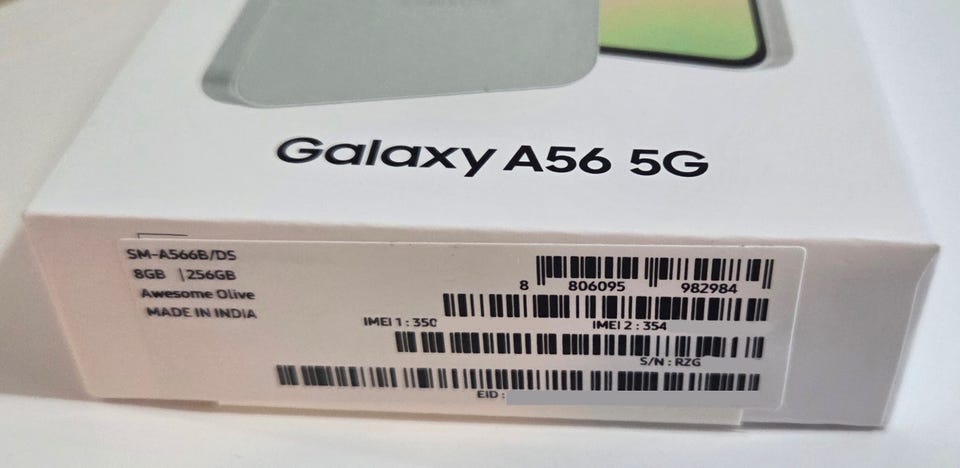 Galaxy A56 5G
SM-A566B/DS
8GB | 256GB
Awesome Olive
MADE IN INDIA
8 806095 982984
IMEI 1 : 350 IMEI 2 : 354
S/N : RZG
EID :